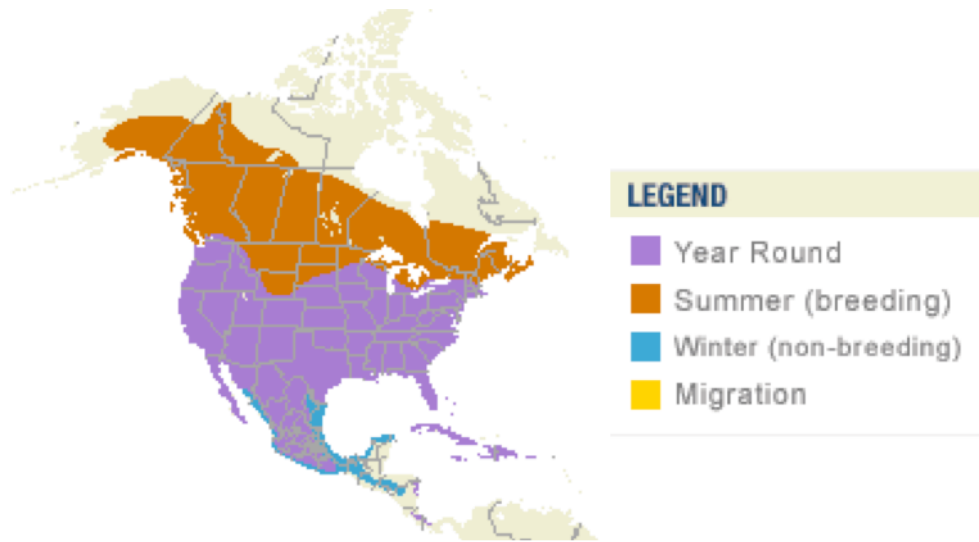 LEGEND
Year Round
Summer (breeding)
Winter (non-breeding)
Migration